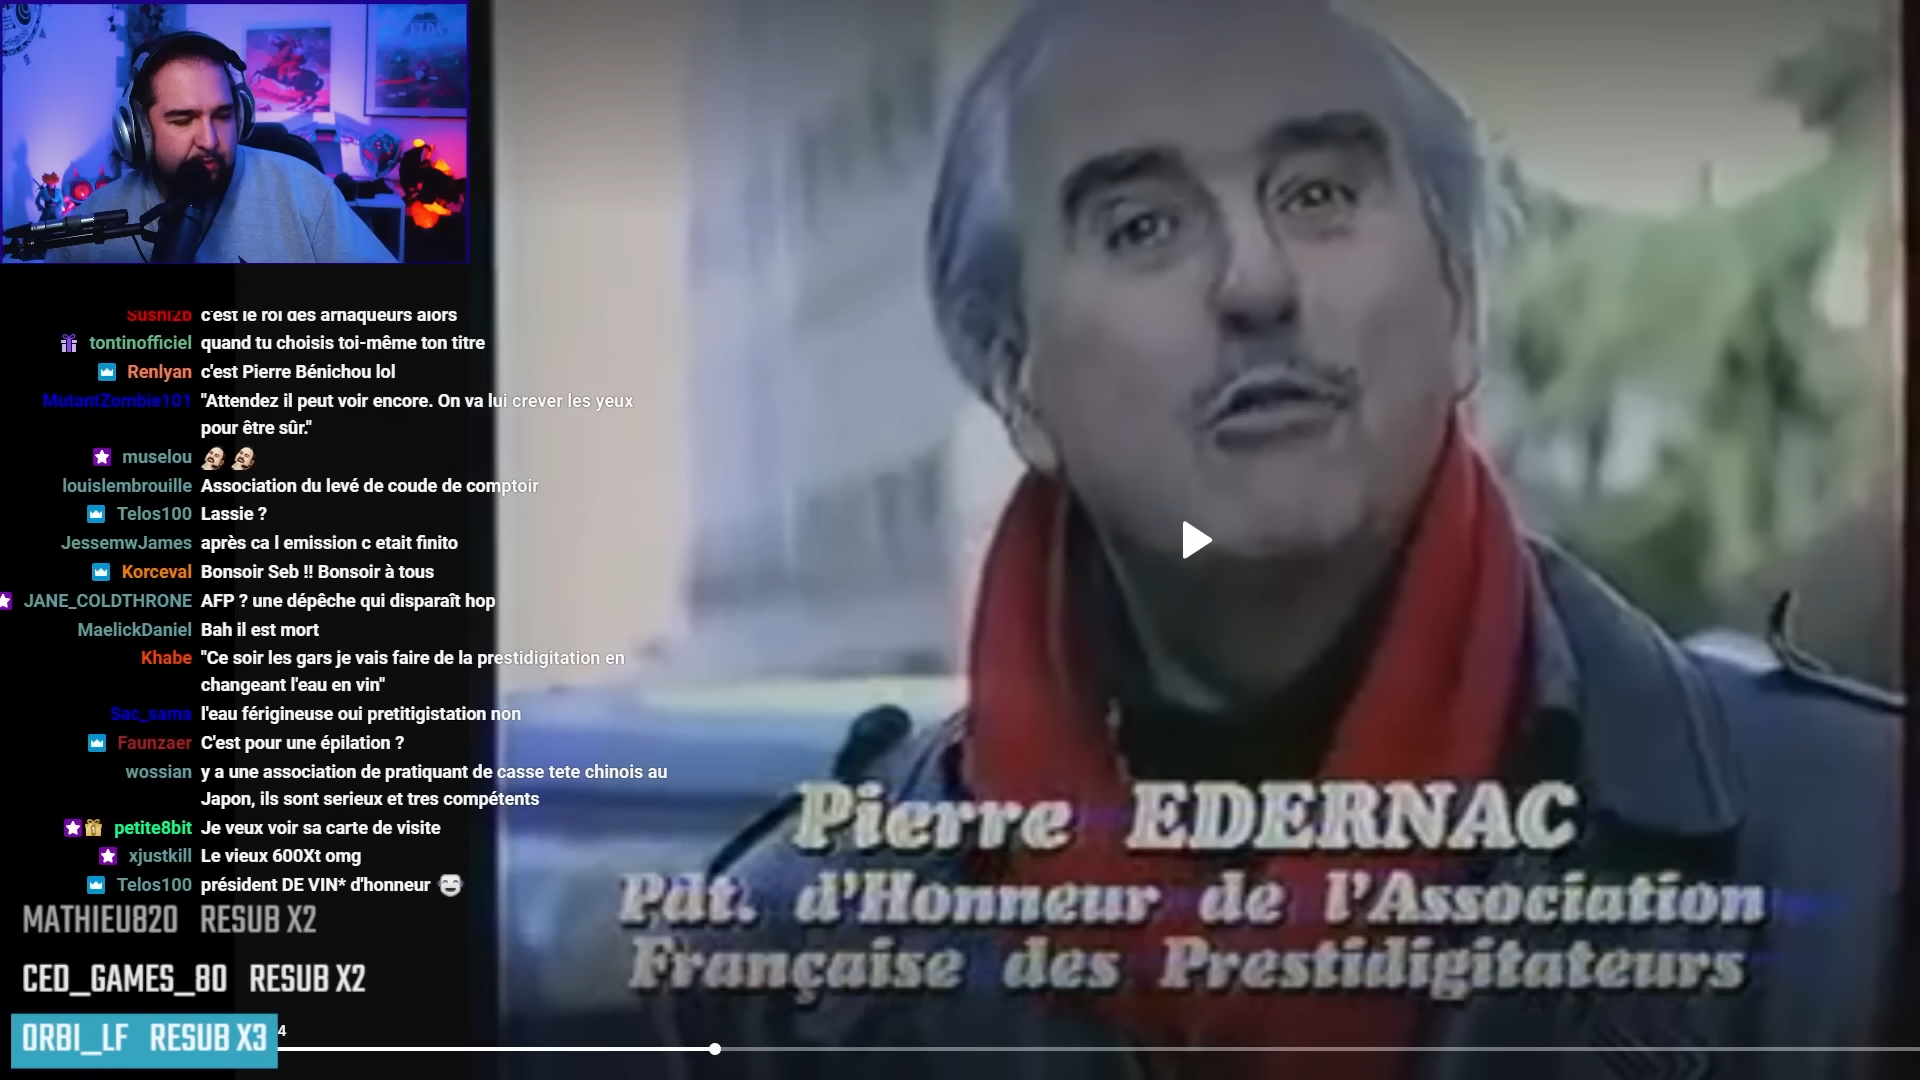 Sushi2b c'est le roi des arnaqueurs alors
tontinofficiel quand tu choisis toi-même ton titre
Renlyan c'est Pierre Bénichou lol
MutantZombie101 "Attendez il peut voir encore. On va lui crever les yeux
pour être sûr."
muselou
louislembrouille Association du levé de coude de comptoir
Telos100 Lassie ?
JessemwJames après ca l emission c etait finito
Korceval Bonsoir Seb !! Bonsoir à tous
JANE_COLDTHRONE AFP ? une dépêche qui disparaît hop
MaelickDaniel Bah il est mort
Khabe "Ce soir les gars je vais faire de la prestidigitation en
changeant l'eau en vin"
Sac_sama l'eau férigineuse oui pretitigistation non
Faunzaer C'est pour une épilation ?
wossian y a une association de pratiquant de casse tete chinois au
Japon, ils sont serieux et tres compétents
petite8bit Je veux voir sa carte de visite
xjustkill Le vieux 600Xt omg
Telos100 président DE VIN* d'honneur
MATHIEU820 RESUB X2
CED_GAMES_80 RESUB X2
ORBI_LF RESUB X3
4
Pierre EDERNAC
Pdt. d'Honneur de l'Association
Française des Prestidigitateurs